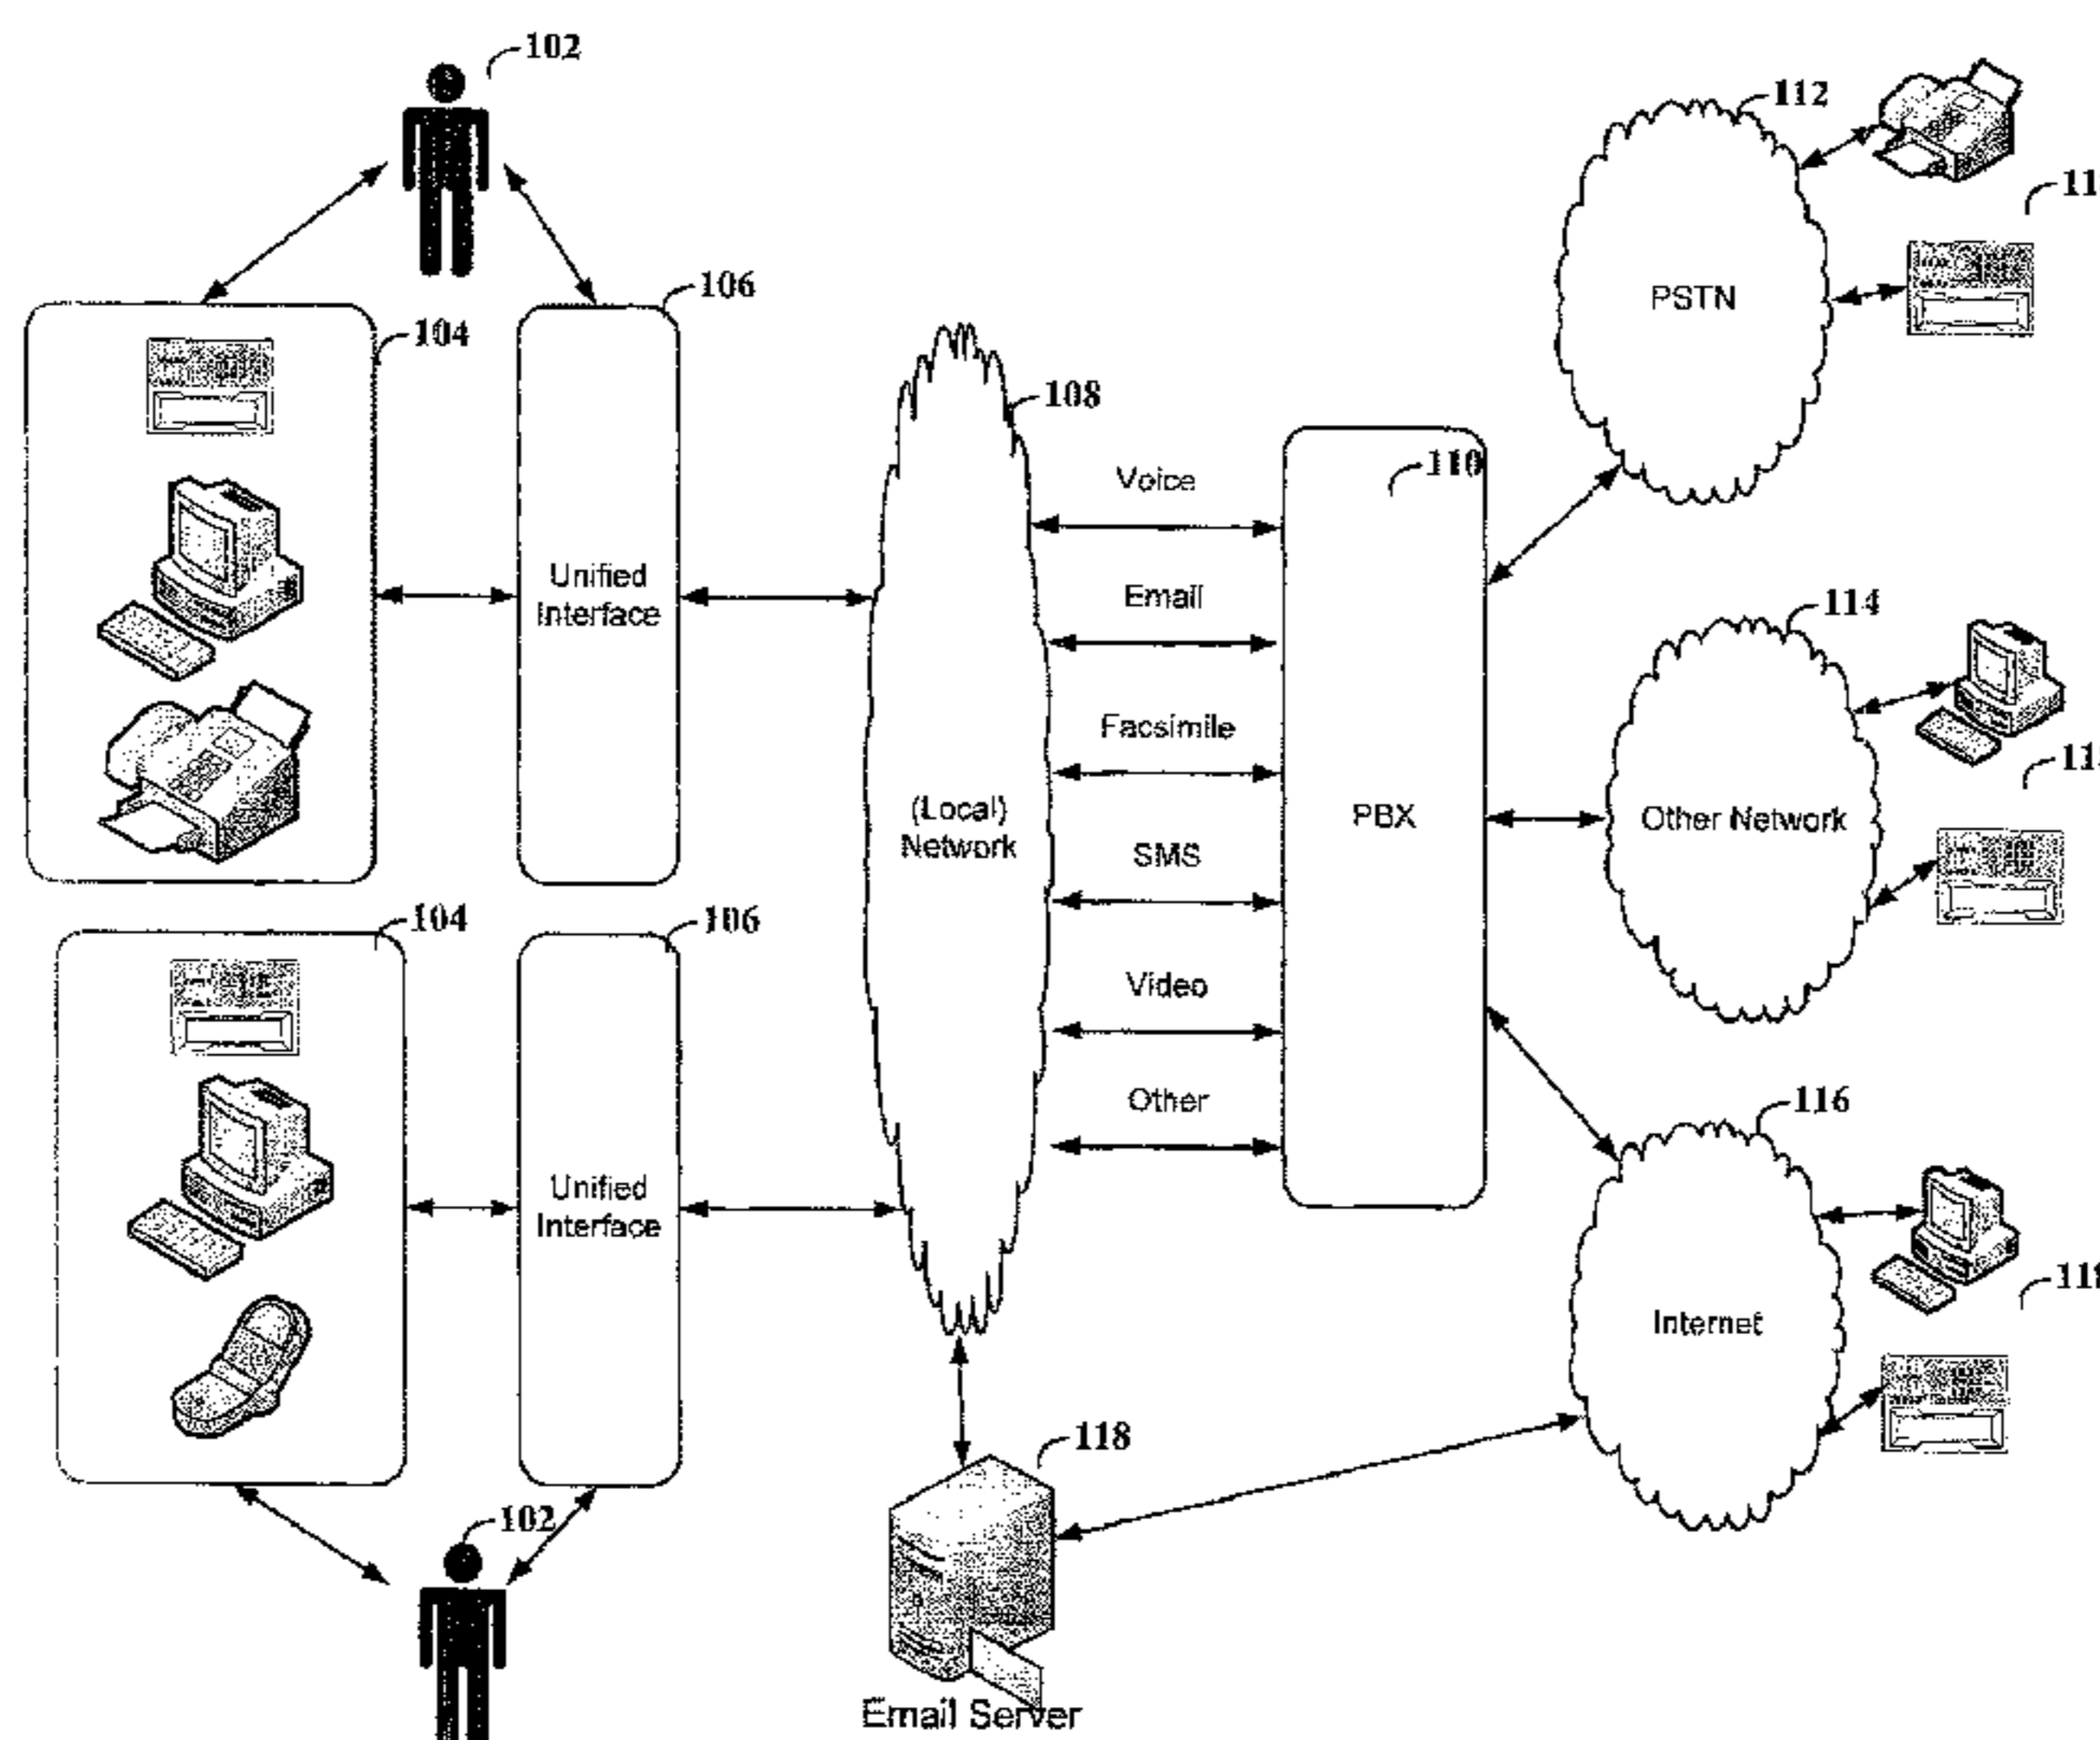 102
112
106
104
108
PSTN
110
Voice
Unified
Interface
Email
114
Facsimile
(Local)
Network
PBX
Other Network
SMS
104
106
Video
Other
116
Unified
Interface
Internet
118
102
Email Server